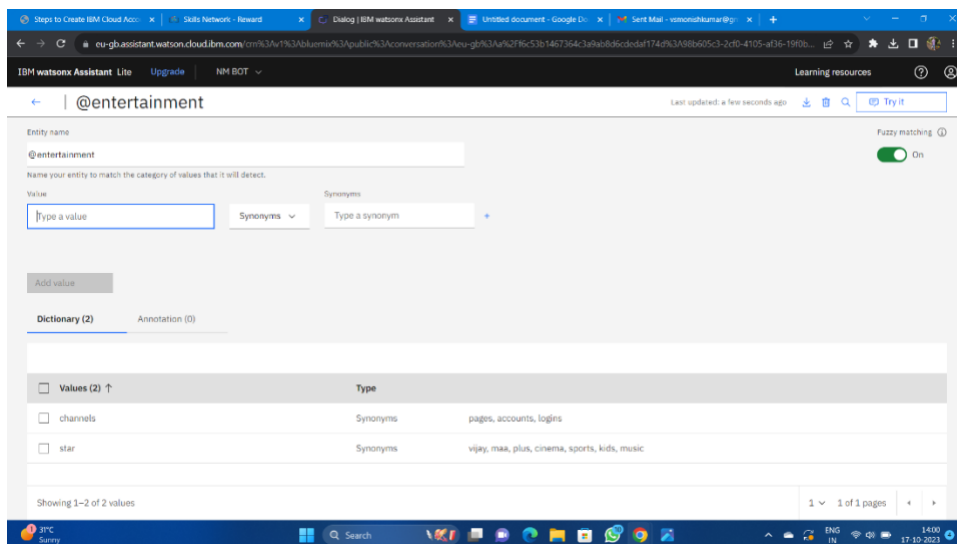 Steps to Create IBM Cloud Acco
Skills Network - Reward
Dialog | IBM watsonx Assistant
Untitled document - Google Do
Sent Mail - vsmonishkumar@g
IBM watsonx Assistant Lite Upgrade NM BOT Learning resources
@entertainment Last updated: a few seconds ago Try it
Entity name Fuzzy matching
@entertainment On
Name your entity to match the category of values that it will detect.
Value Synonyms
Type a value Synonyms Type a synonym +
Add value
Dictionary (2) Annotation (0)
Values (2) ↑ Type
channels Synonyms pages, accounts, logins
star Synonyms vijay, maa, plus, cinema, sports, kids, music
Showing 1–2 of 2 values 1 1 of 1 pages
1 31°C Search ENG 14:00
Sunny IN 17-10-2023